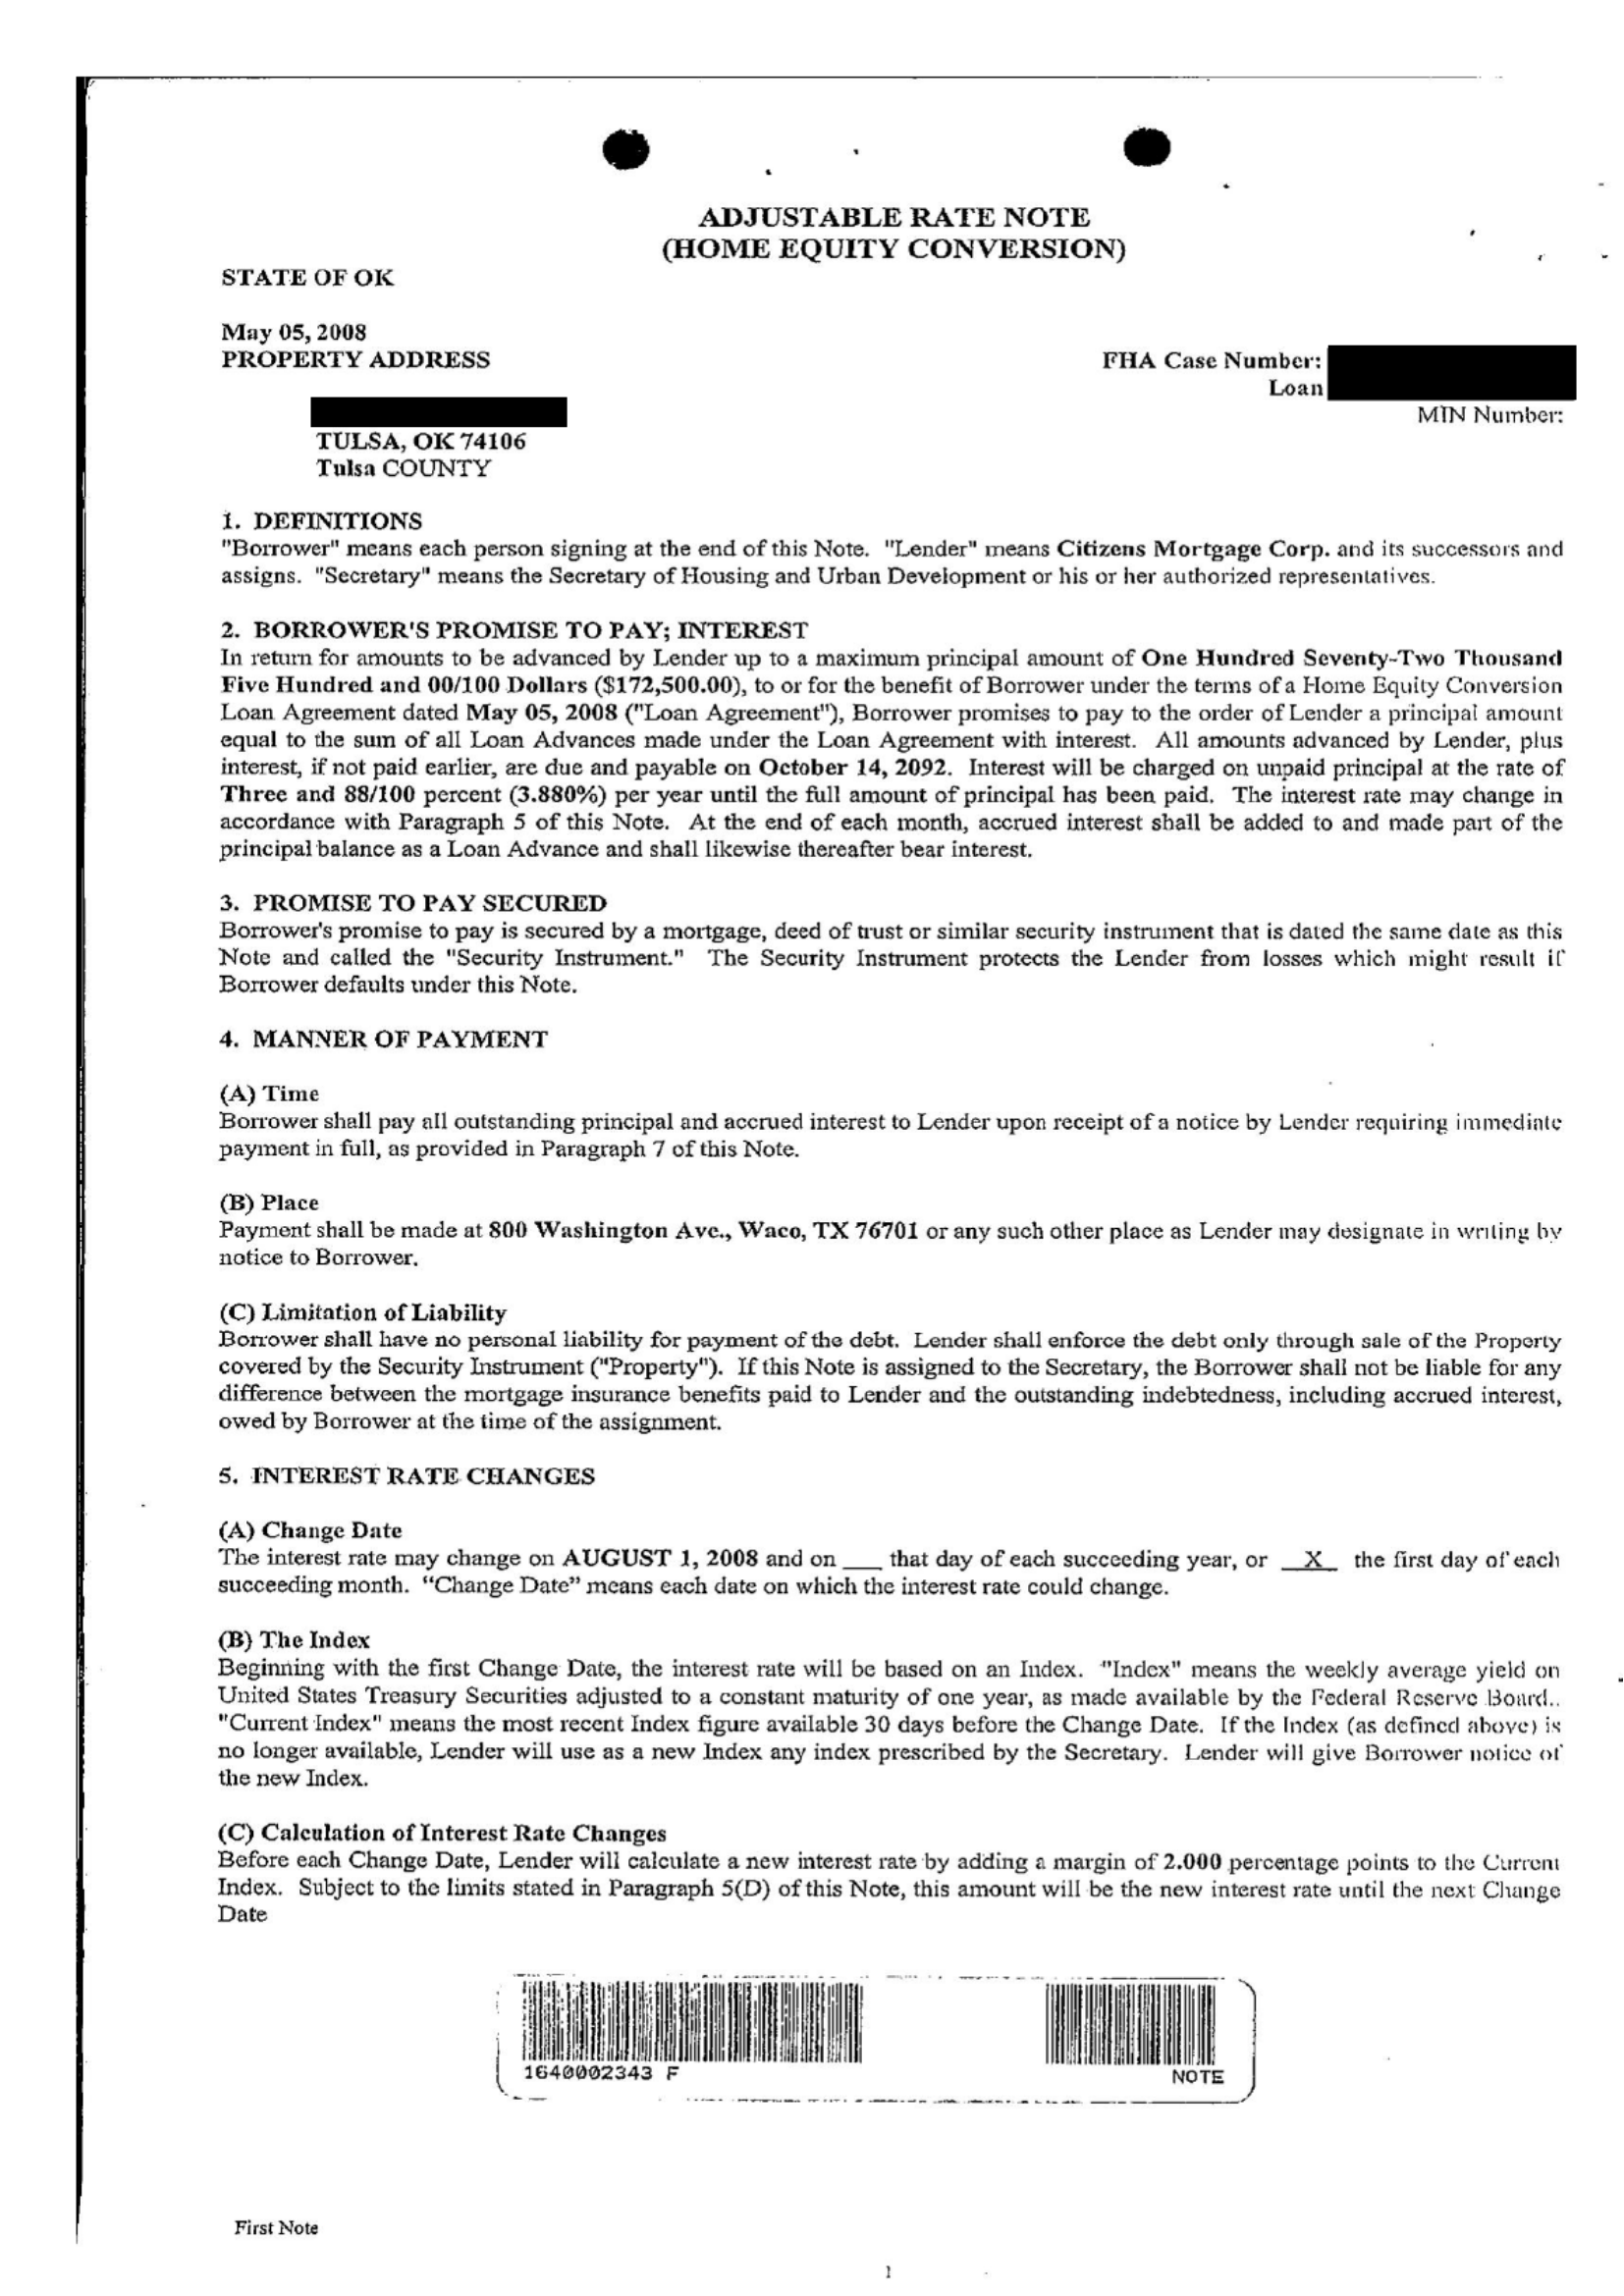 ADJUSTABLE RATE NOTE
(HOME EQUITY CONVERSION)
STATE OF OK
May 05, 2008
PROPERTY ADDRESS
FHA Case Number:
Loan
MIN Number:
TULSA, OK 74106
Tulsa COUNTY
1. DEFINITIONS
"Borrower" means each person signing at the end of this Note. "Lender" means Citizens Mortgage Corp. and its successors and
assigns. "Secretary" means the Secretary of Housing and Urban Development or his or her authorized representatives.
2. BORROWER'S PROMISE TO PAY; INTEREST
In return for amounts to be advanced by Lender up to a maximum principal amount of One Hundred Seventy-Two Thousand
Five Hundred and 00/100 Dollars ($172,500.00), to or for the benefit of Borrower under the terms of a Home Equity Conversion
Loan Agreement dated May 05, 2008 ("Loan Agreement"), Borrower promises to pay to the order of Lender a principal amount
equal to the sum of all Loan Advances made under the Loan Agreement with interest. All amounts advanced by Lender, plus
interest, if not paid earlier, are due and payable on October 14, 2092. Interest will be charged on unpaid principal at the rate of
Three and 88/100 percent (3.880%) per year until the full amount of principal has been paid. The interest rate may change in
accordance with Paragraph 5 of this Note. At the end of each month, accrued interest shall be added to and made part of the
principal balance as a Loan Advance and shall likewise thereafter bear interest.
3. PROMISE TO PAY SECURED
Borrower's promise to pay is secured by a mortgage, deed of trust or similar security instrument that is dated the same date as this
Note and called the "Security Instrument." The Security Instrument protects the Lender from losses which might result if
Borrower defaults under this Note.
4. MANNER OF PAYMENT
(A) Time
Borrower shall pay all outstanding principal and accrued interest to Lender upon receipt of a notice by Lender requiring immediate
payment in full, as provided in Paragraph 7 of this Note.
(B) Place
Payment shall be made at 800 Washington Ave., Waco, TX 76701 or any such other place as Lender may designate in writing by
notice to Borrower.
(C) Limitation of Liability
Borrower shall have no personal liability for payment of the debt. Lender shall enforce the debt only through sale of the Property
covered by the Security Instrument ("Property"). If this Note is assigned to the Secretary, the Borrower shall not be liable for any
difference between the mortgage insurance benefits paid to Lender and the outstanding indebtedness, including accrued interest,
owed by Borrower at the time of the assignment.
5. INTEREST RATE CHANGES
(A) Change Date
The interest rate may change on AUGUST 1, 2008 and on ___ that day of each succeeding year, or __X__ the first day of each
succeeding month. “Change Date” means each date on which the interest rate could change.
(B) The Index
Beginning with the first Change Date, the interest rate will be based on an Index. "Index" means the weekly average yield on
United States Treasury Securities adjusted to a constant maturity of one year, as made available by the Federal Reserve Board..
"Current Index" means the most recent Index figure available 30 days before the Change Date. If the Index (as defined above) is
no longer available, Lender will use as a new Index any index prescribed by the Secretary. Lender will give Borrower notice of
the new Index.
(C) Calculation of Interest Rate Changes
Before each Change Date, Lender will calculate a new interest rate by adding a margin of 2.000 percentage points to the Current
Index. Subject to the limits stated in Paragraph 5(D) of this Note, this amount will be the new interest rate until the next Change
Date
1640002343 F
NOTE
First Note
1